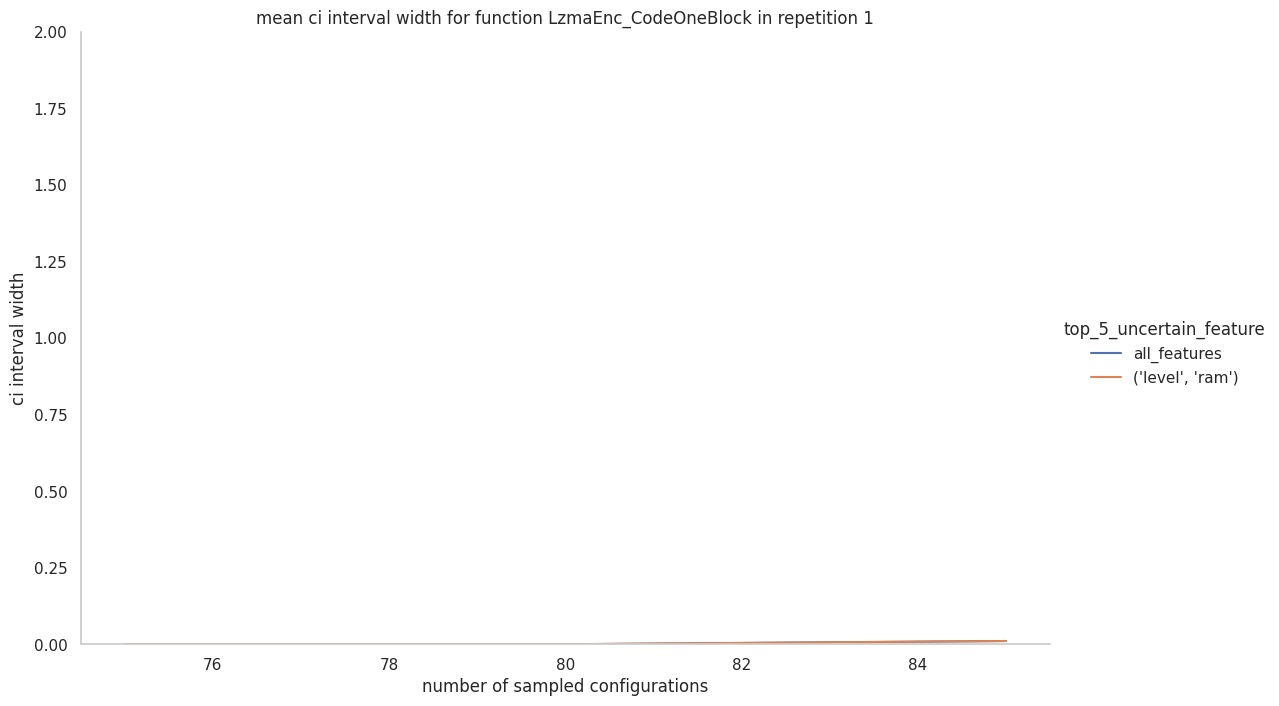 mean ci interval width for function LzmaEnc_CodeOneBlock in repetition 1
2.00
1.75
1.50
1.25
1.00
0.75
0.50
0.25
0.00
ci interval width
76
78
80
82
84
number of sampled configurations
top_5_uncertain_feature
all_features
('level', 'ram')